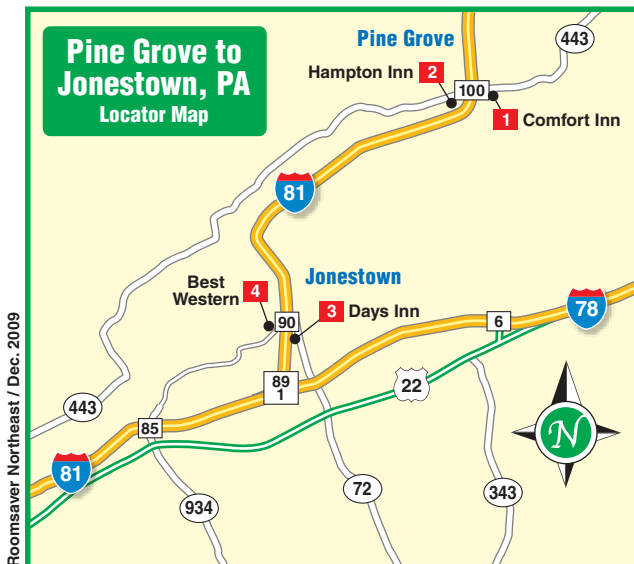 Pine Grove to
Jonestown, PA
Locator Map
Pine Grove
443
Hampton Inn 2
100
1 Comfort Inn
81
Jonestown
Best
Western 4
90
3 Days Inn
6
78
89
1
22
443
85
81
934
72
343
N
Roomsaver Northeast / Dec. 2009